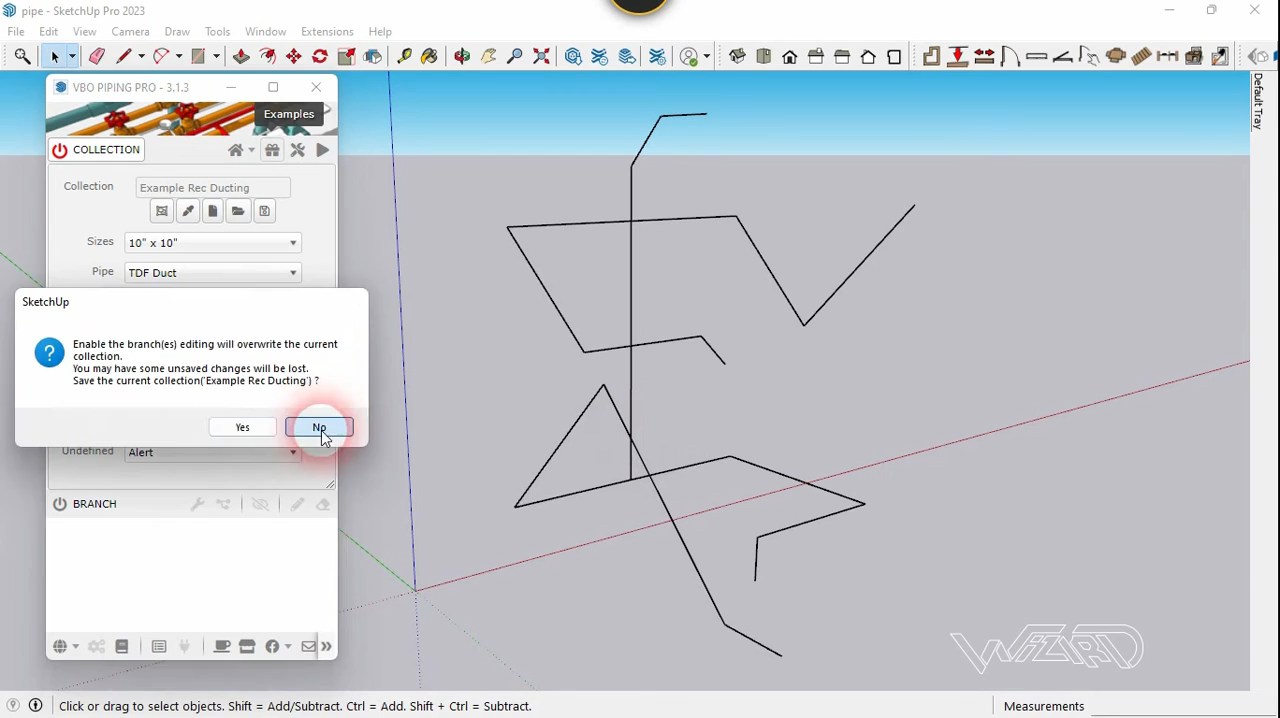 pipe - SketchUp Pro 2023
File Edit View Camera Draw Tools Window Extensions Help
VBO PIPING PRO - 3.1.3
Examples
COLLECTION
Collection Example Rec Ducting
Sizes 10" x 10"
Pipe TDF Duct
SketchUp
Enable the branch(es) editing will overwrite the current
collection.
You may have some unsaved changes will be lost.
Save the current collection('Example Rec Ducting') ?
Yes No
Undefined Alert
BRANCH
Default Tray
WIZARD
Click or drag to select objects. Shift = Add/Subtract. Ctrl = Add. Shift + Ctrl = Subtract.
Measurements